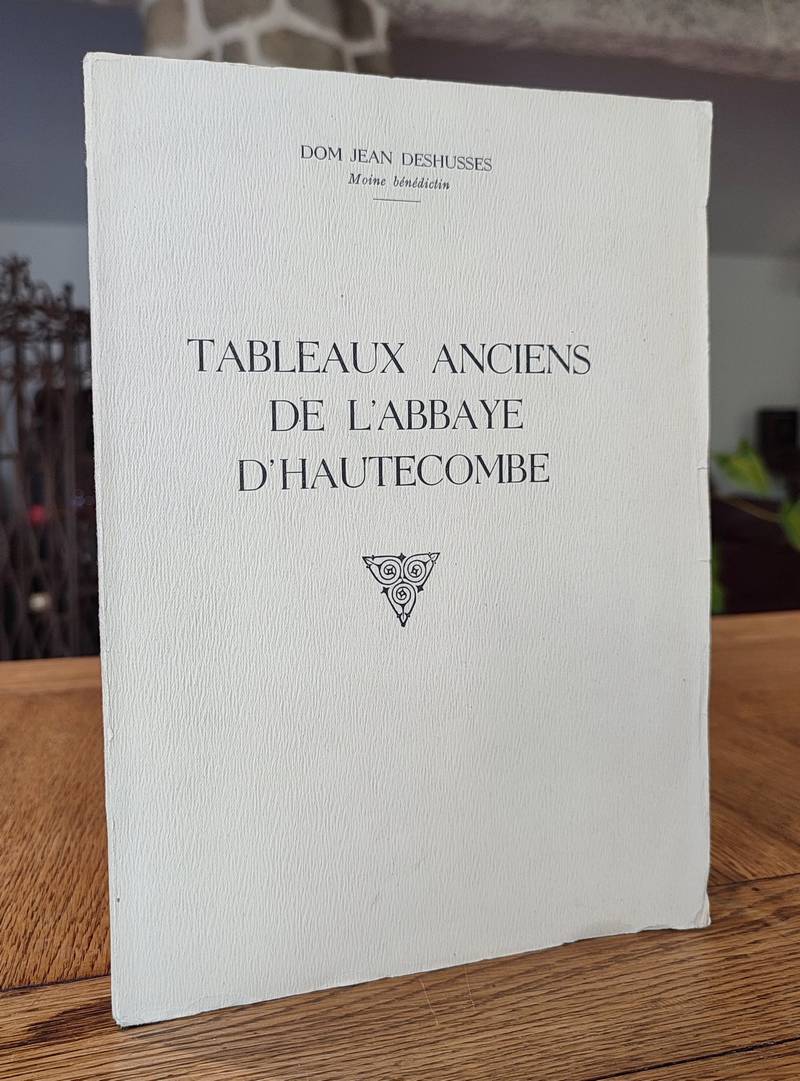 DOM JEAN DESHUSSES
Moine bénédictin
TABLEAUX ANCIENS
DE L'ABBAYE
D'HAUTECOMBE